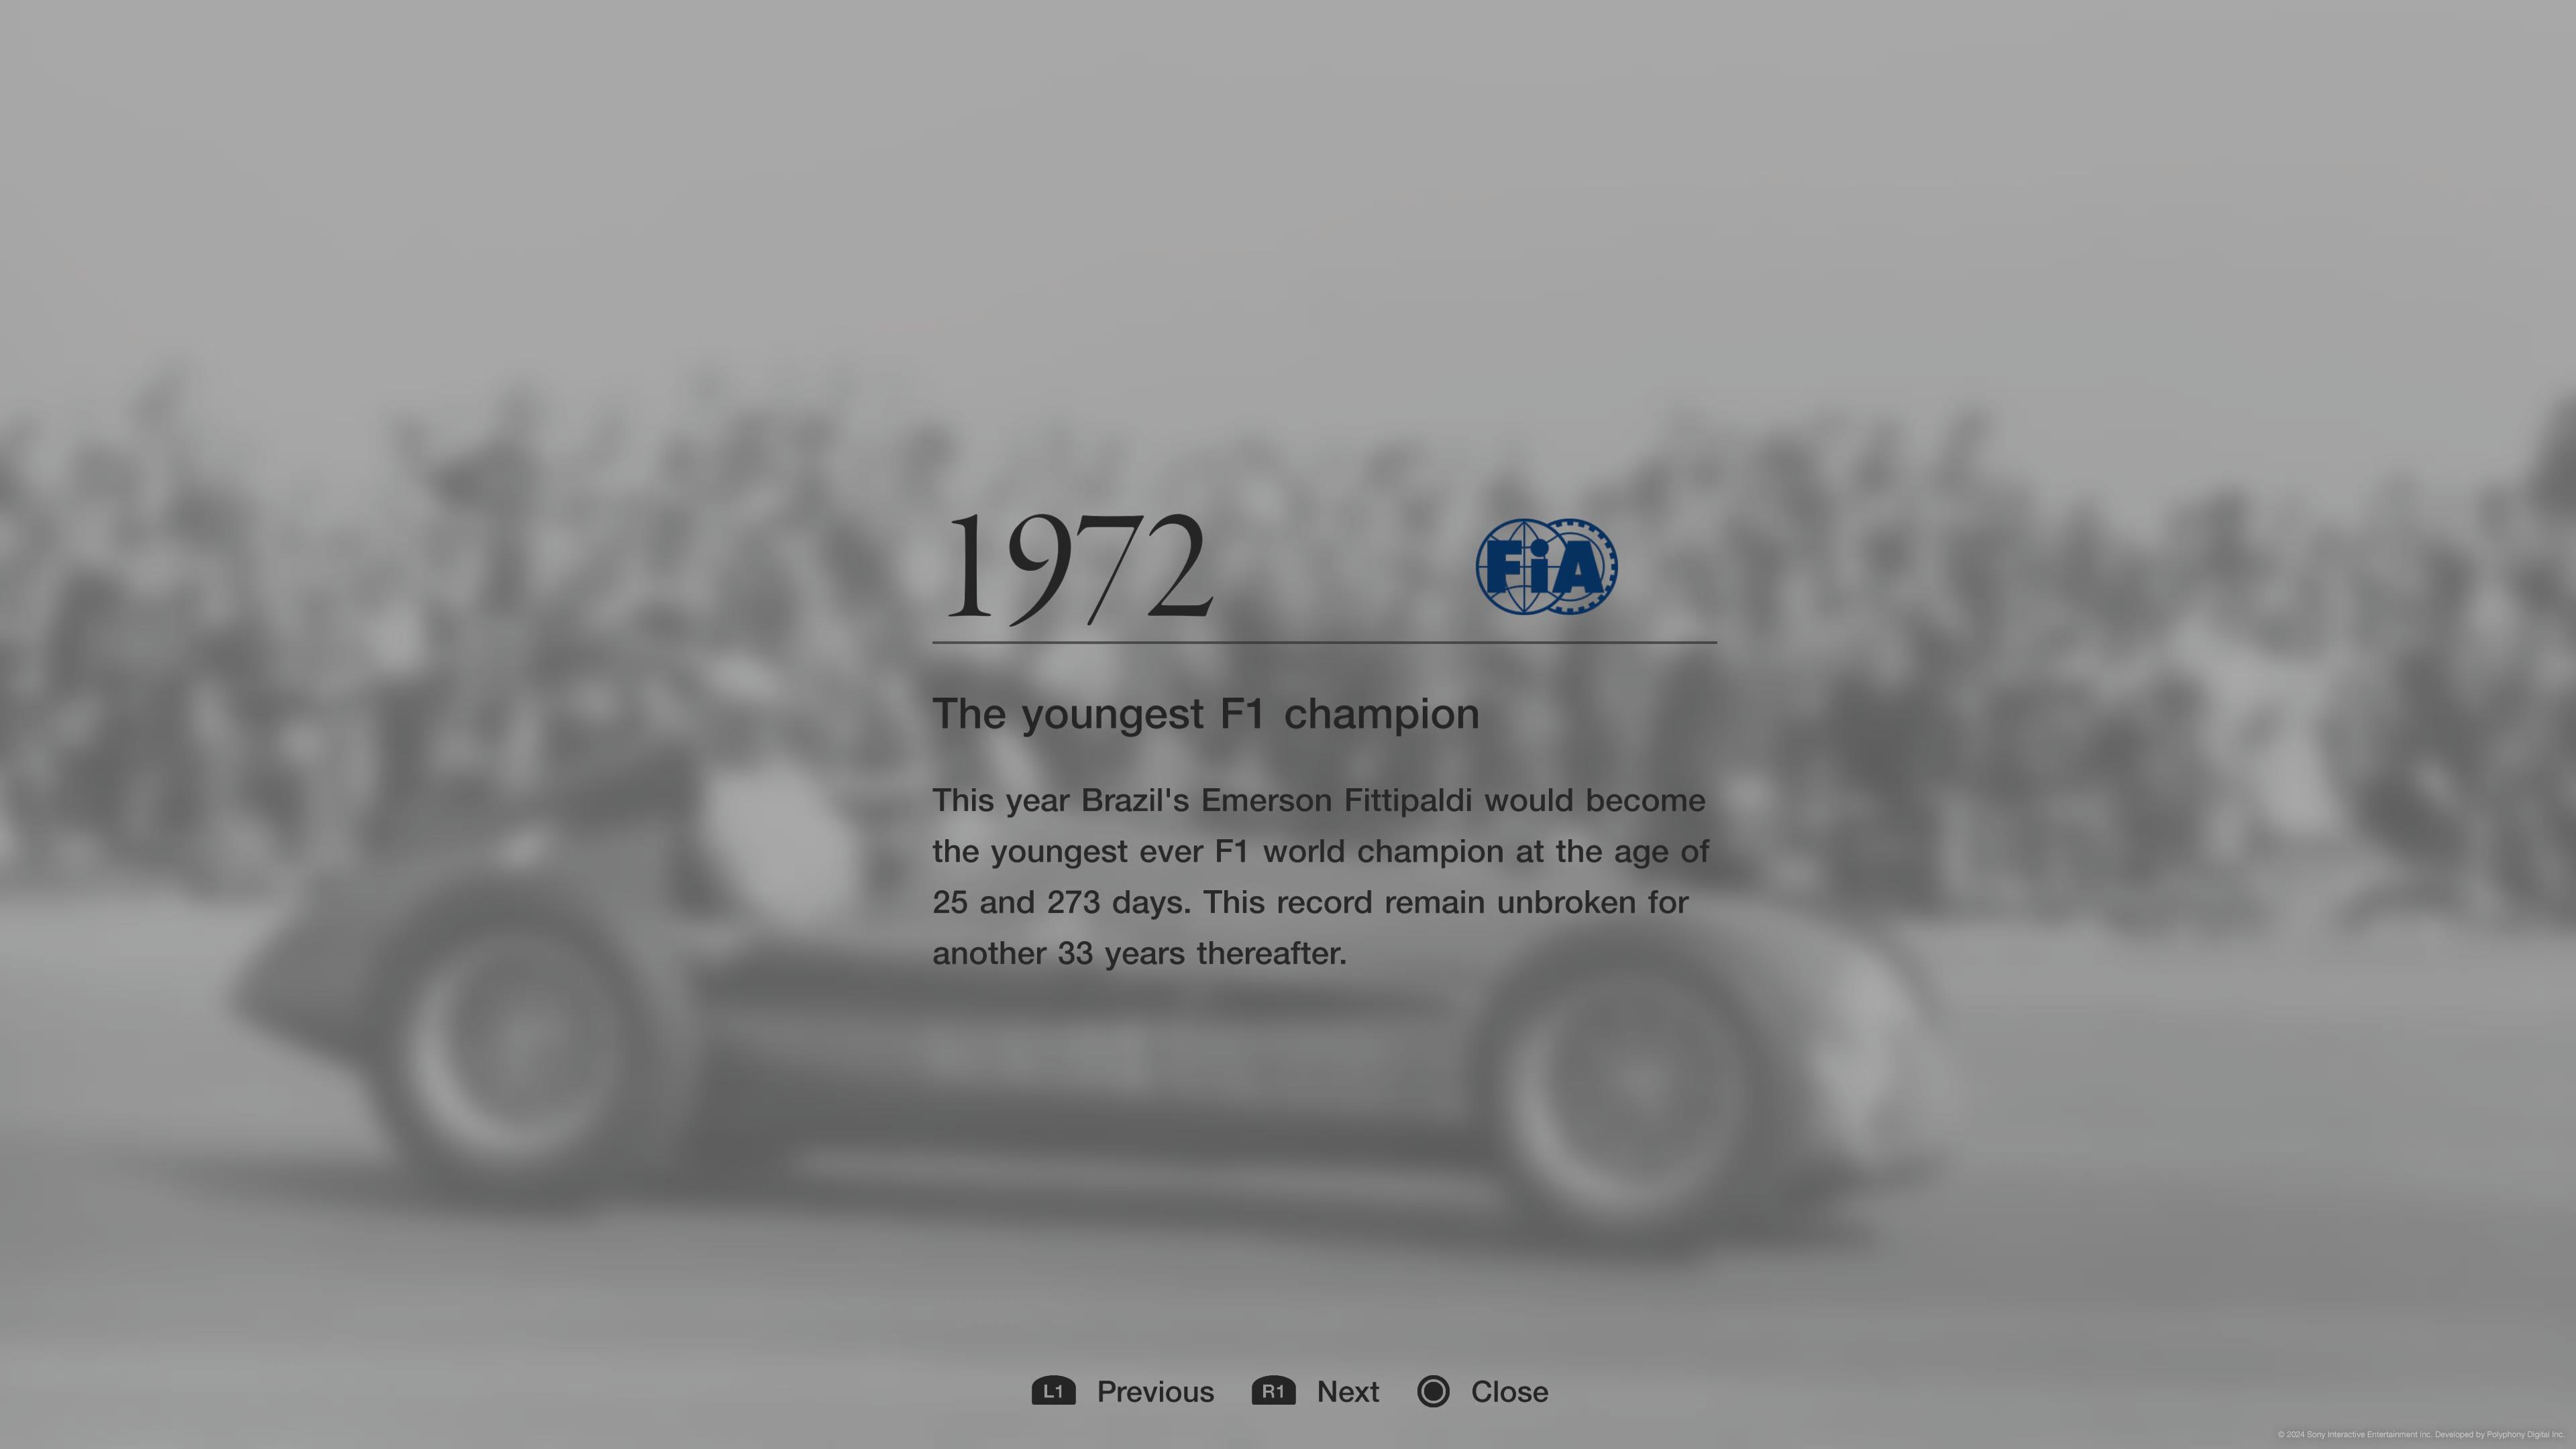 1972
FiA
The youngest F1 champion
This year Brazil's Emerson Fittipaldi would become
the youngest ever F1 world champion at the age of
25 and 273 days. This record remain unbroken for
another 33 years thereafter.
L1 Previous R1 Next Close
© 2024 Sony Interactive Entertainment Inc. Developed by Polyphony Digital Inc.